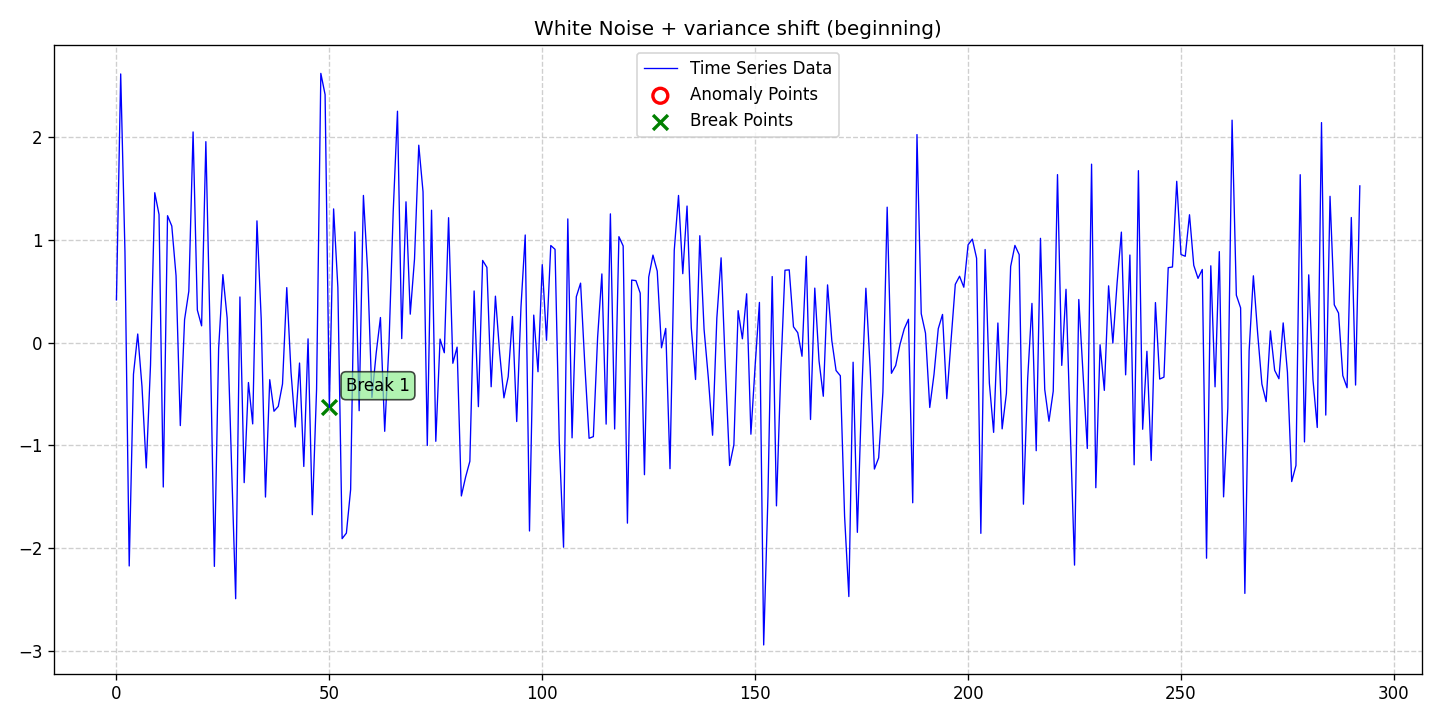 White Noise + variance shift (beginning)
Time Series Data
Anomaly Points
Break Points
Break 1
2
1
0
−1
−2
−3
0 50 100 150 200 250 300